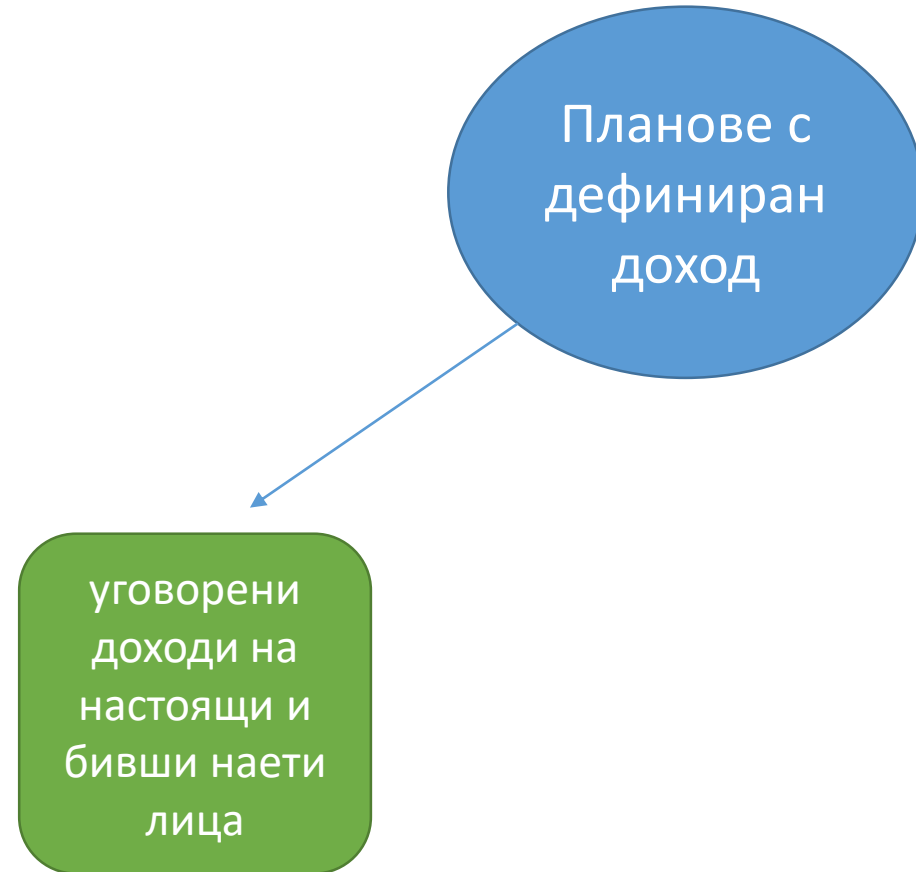 Планове с
дефиниран
доход
уговорени
доходи на
настоящи и
бивши наети
лица